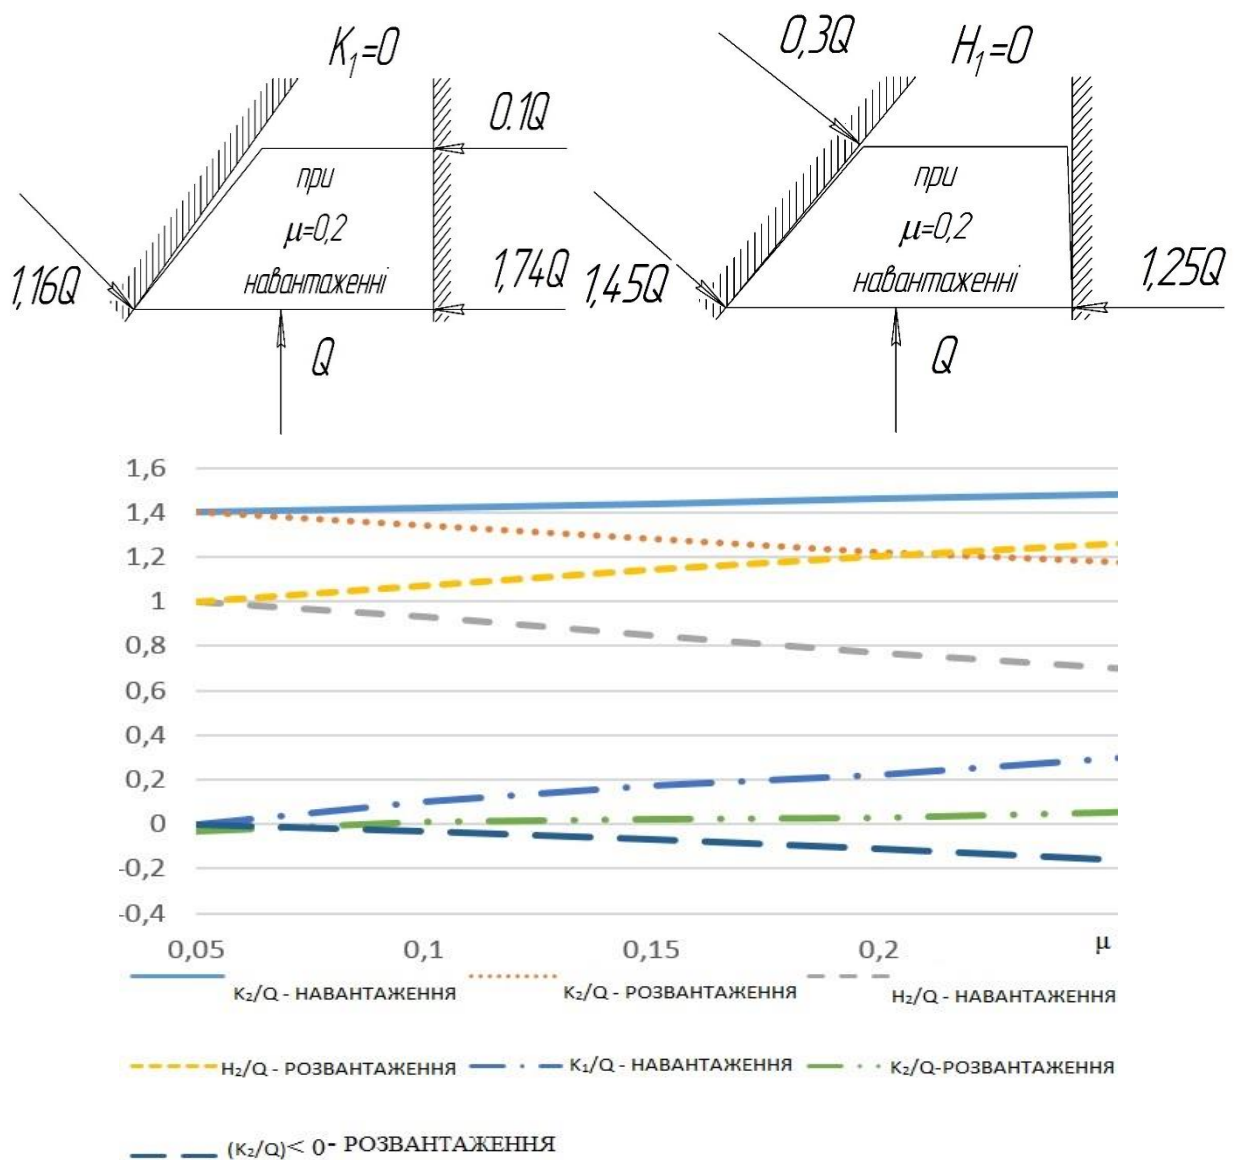 K₁=0
0,3Q
H₁=0
0.1Q
при
μ=0,2
навантаженні
1,16Q
1,74Q
Q
при
μ=0,2
навантаженні
1,45Q
1,25Q
Q
1,6
1,4
1,2
1
0,8
0,6
0,4
0,2
0
-0,2
-0,4
0,05 0,1 0,15 0,2 μ
K₂/Q - НАВАНТАЖЕННЯ K₂/Q - РОЗВАНТАЖЕННЯ H₂/Q - НАВАНТАЖЕННЯ
H₂/Q - РОЗВАНТАЖЕННЯ K₁/Q - НАВАНТАЖЕННЯ K₂/Q-РОЗВАНТАЖЕННЯ
(K₂/Q)< 0- РОЗВАНТАЖЕННЯ